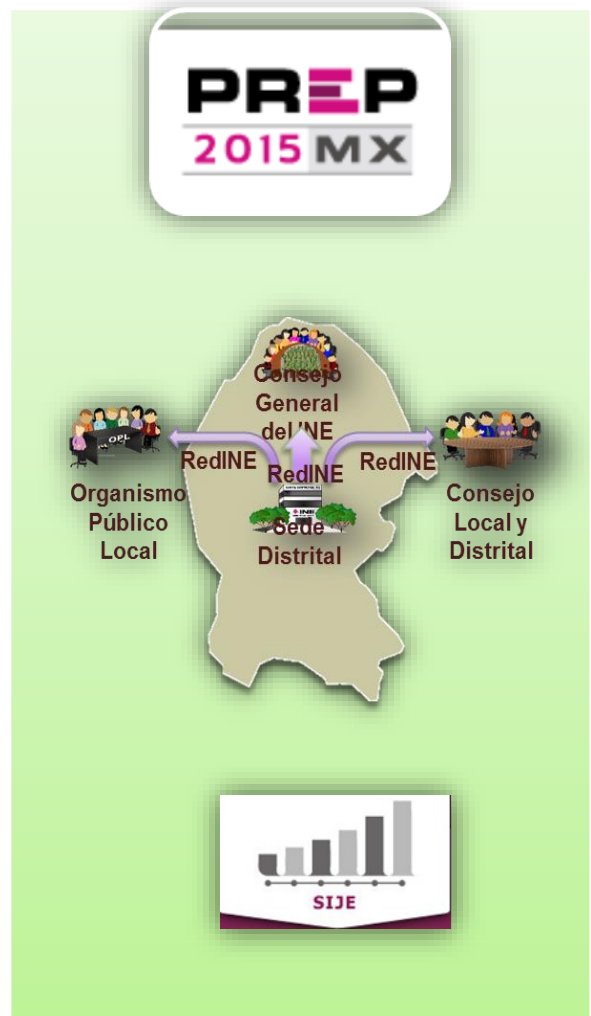 PREP
2015 MX
Consejo
General
del INE
OPL
RedINE
RedINE
RedINE
Organismo
Público
Local
INE
Sede
Distrital
Consejo
Local y
Distrital
SIJE